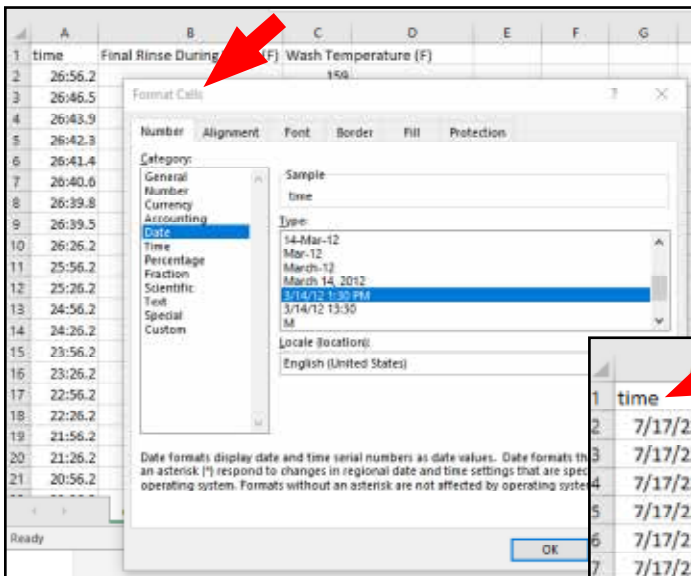 A B C D E F G
1 time Final Rinse During (F) Wash Temperature (F)
2 26:56.2 159
3 26:46.5
4 26:43.9
5 26:42.3
6 26:41.4
7 26:40.6
8 26:39.8
9 26:39.5
10 26:26.2
11 25:56.2
12 25:26.2
13 24:56.2
14 24:26.2
15 23:56.2
16 23:26.2
17 22:56.2
18 22:26.2
19 21:56.2
20 21:26.2
21 20:56.2
Ready
Format Cells ? ×
Number Alignment Font Border Fill Protection
Category:
General
Number
Currency
Accounting
Date
Time
Percentage
Fraction
Scientific
Text
Special
Custom
Sample
time
Type:
14-Mar-12
Mar-12
March-12
March 14, 2012
3/14/12 1:30 PM
3/14/12 13:30
M
Locale (location):
English (United States)
Date formats display date and time serial numbers as date values. Date formats th
an asterisk (*) respond to changes in regional date and time settings that are spec
operating system. Formats without an asterisk are not affected by operating syste
OK
1 time
2 7/17/2
3 7/17/2
4 7/17/2
5 7/17/2
6 7/17/2
7 7/17/2